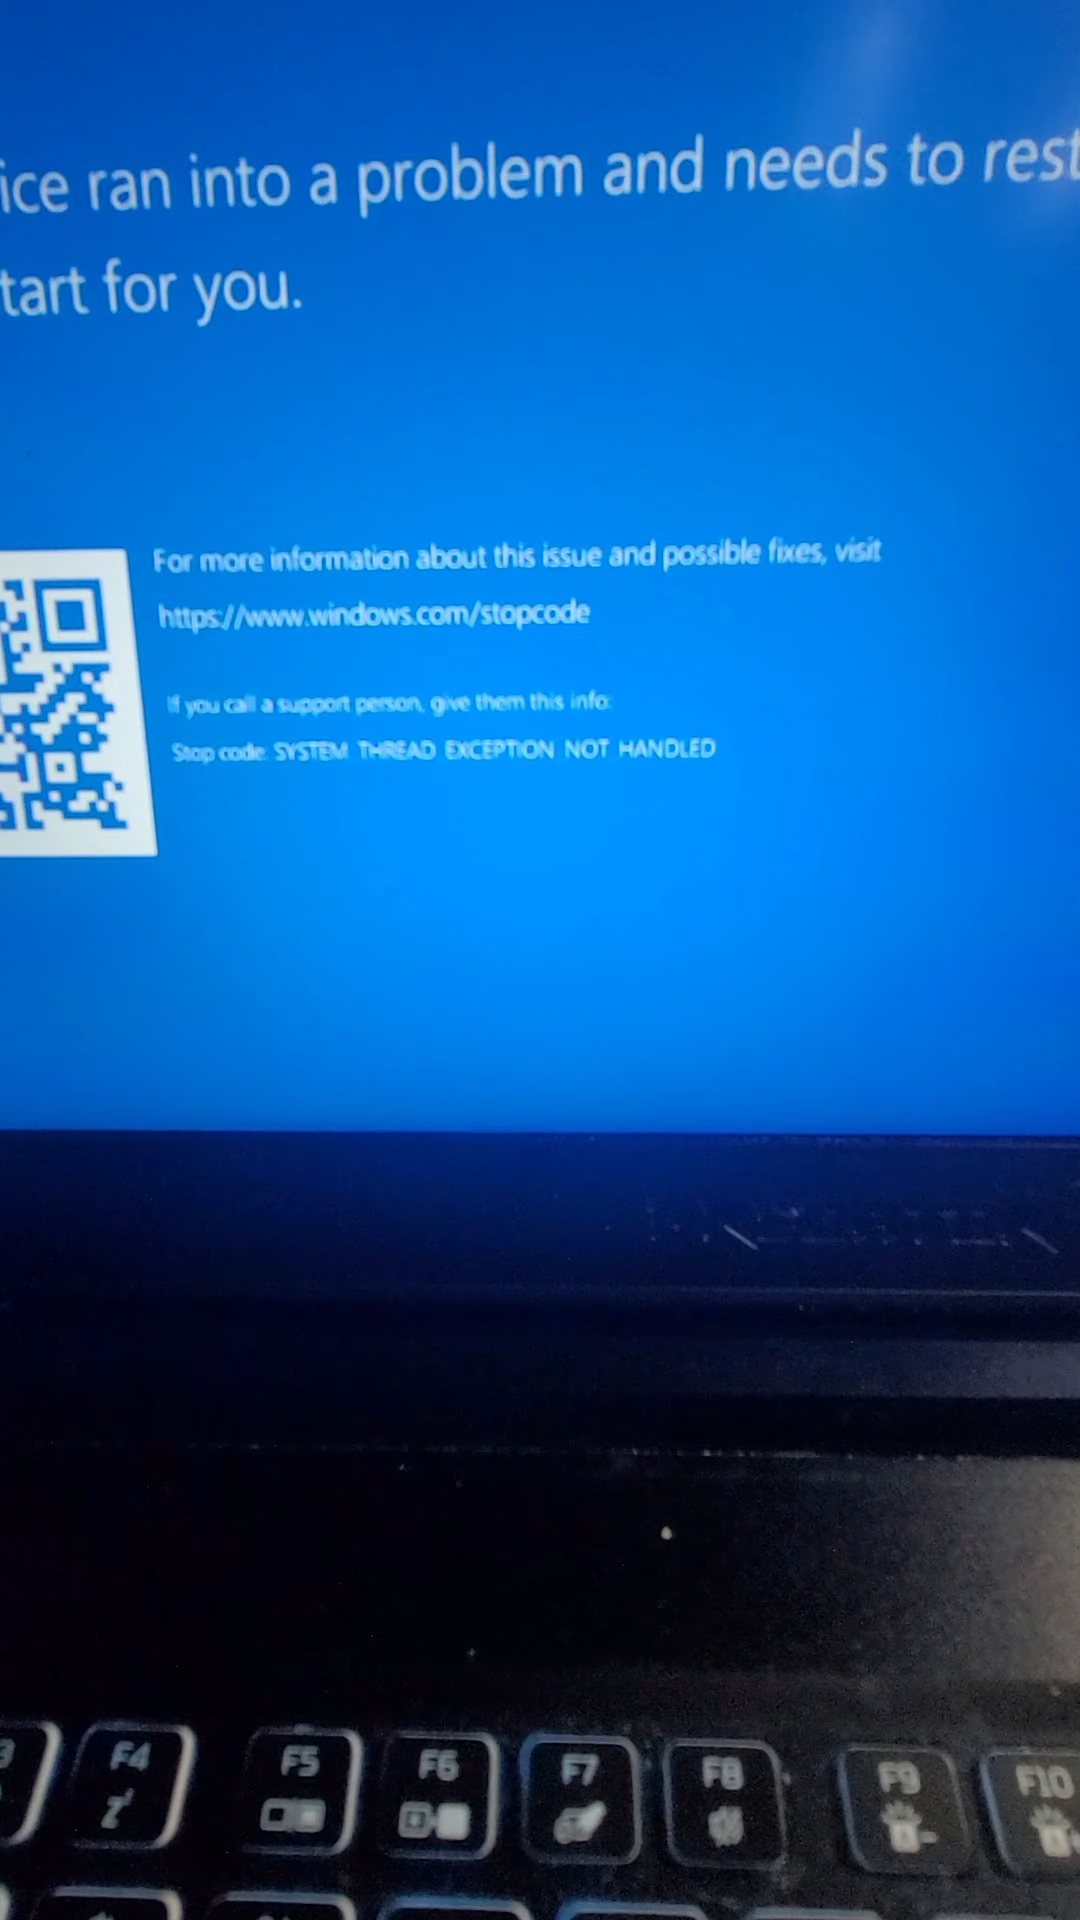 ice ran into a problem and needs to rest
tart for you.
For more information about this issue and possible fixes, visit
https://www.windows.com/stopcode
If you call a support person, give them this info:
Stop code: SYSTEM THREAD EXCEPTION NOT HANDLED
F4 F5 F6 F7 F8 F9 F10